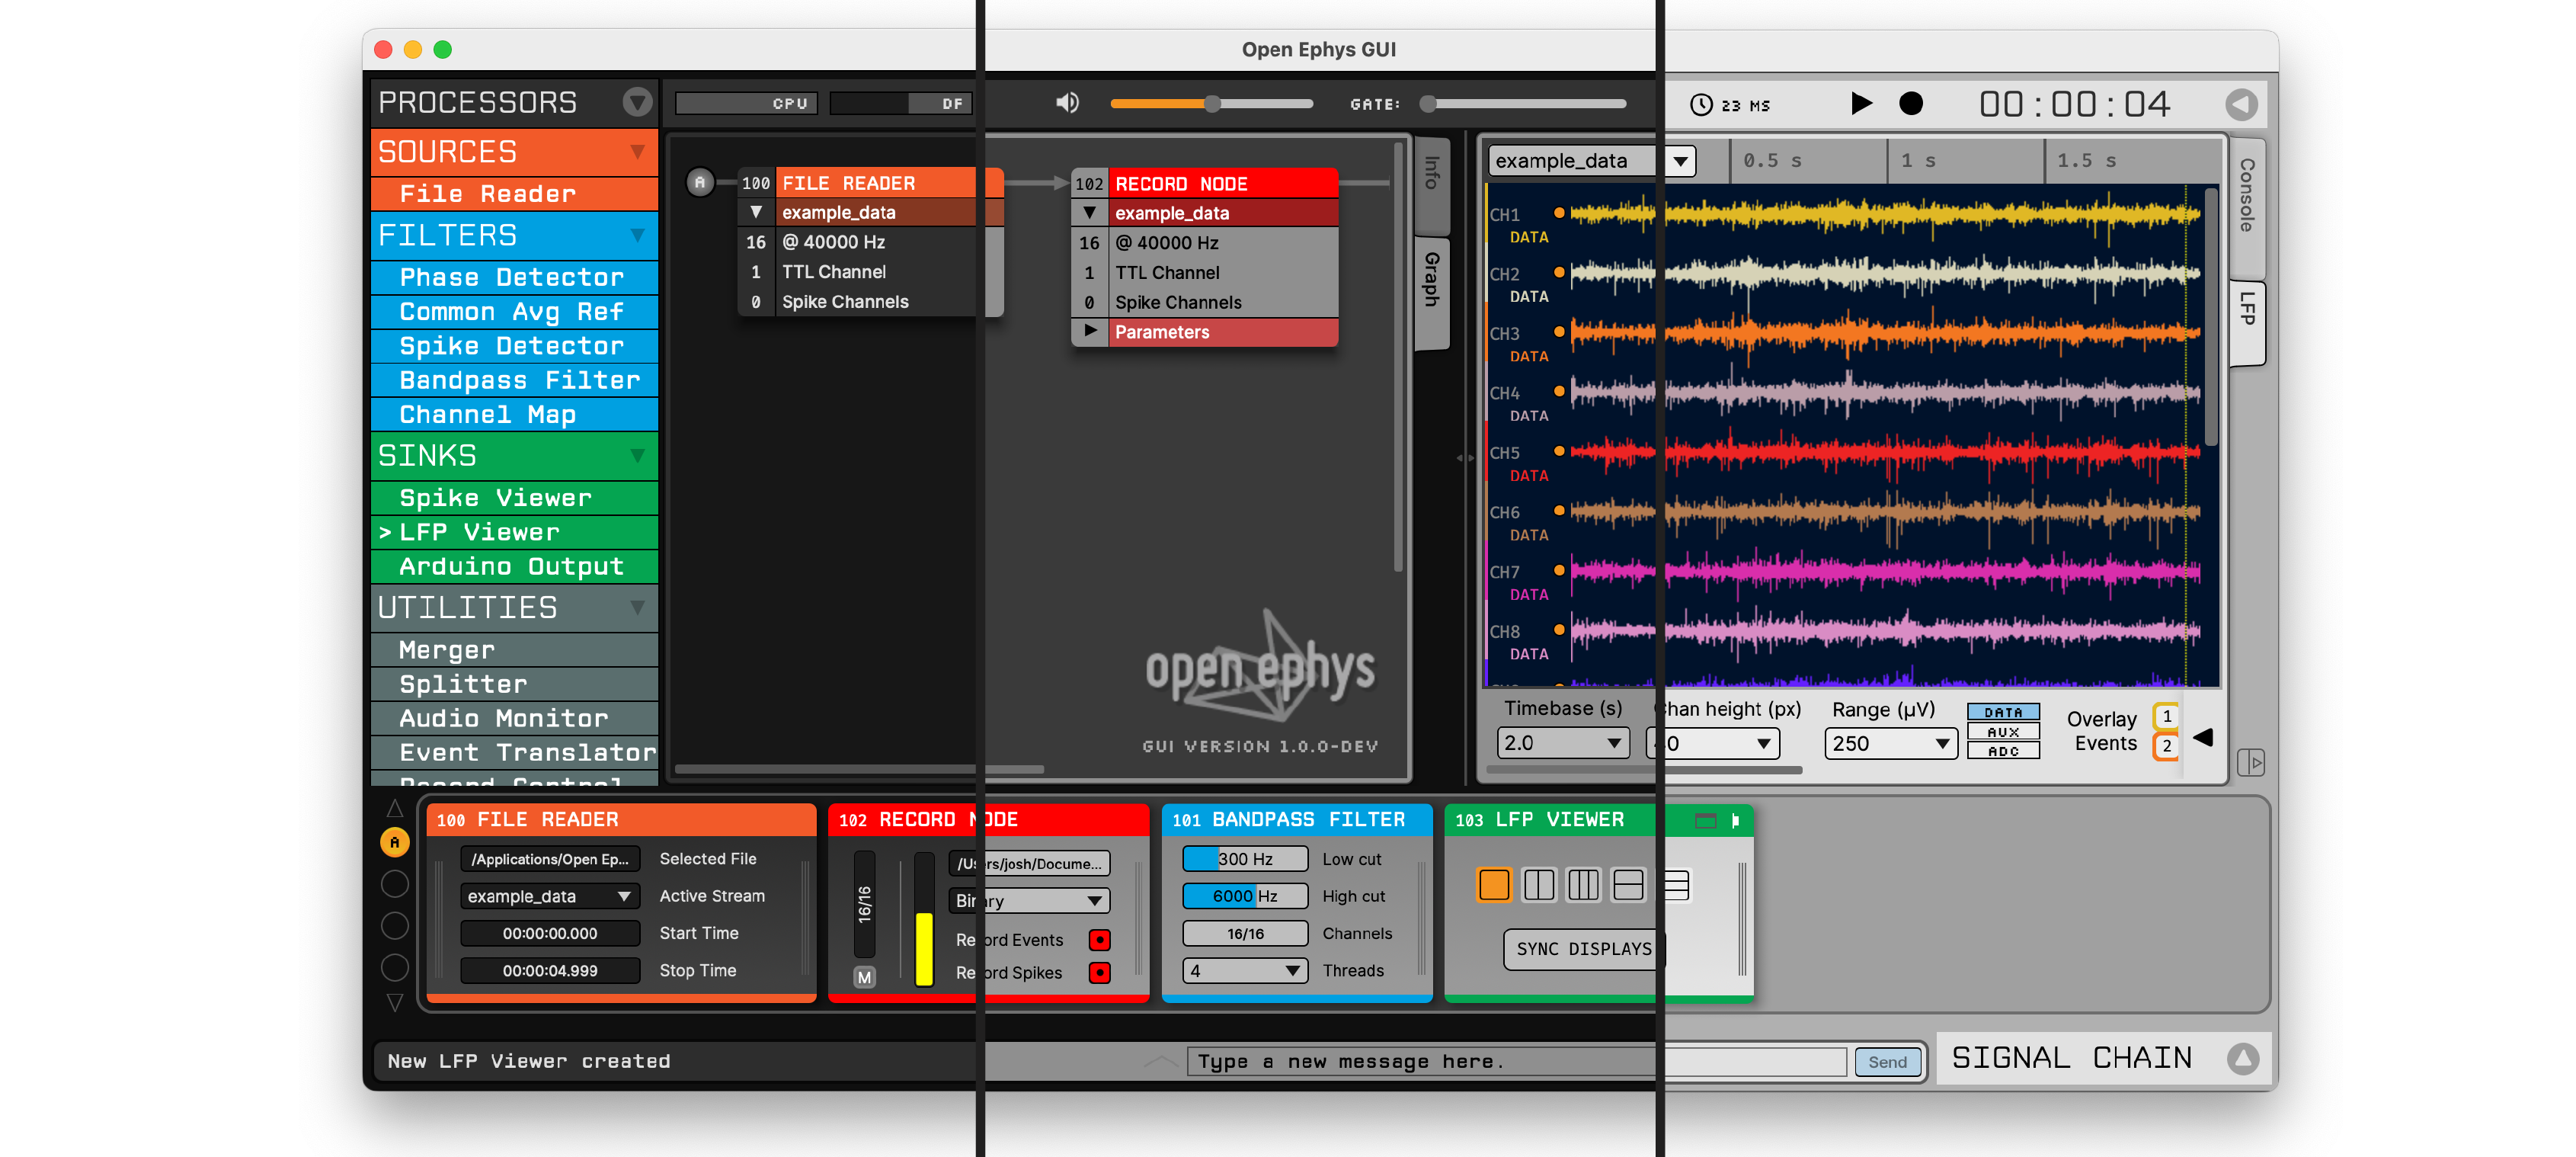 Open Ephys GUI
PROCESSORS
CPU
DF
GATE:
23 MS
00:00:04
SOURCES
File Reader
FILTERS
Phase Detector
Common Avg Ref
Spike Detector
Bandpass Filter
Channel Map
SINKS
Spike Viewer
> LFP Viewer
Arduino Output
UTILITIES
Merger
Splitter
Audio Monitor
Event Translator
Record Control
A
100 FILE READER
example_data
16 @ 40000 Hz
1 TTL Channel
0 Spike Channels
102 RECORD NODE
example_data
16 @ 40000 Hz
1 TTL Channel
0 Spike Channels
Parameters
open ephys
GUI VERSION 1.0.0-DEV
Info
Graph
example_data
0.5 s
1 s
1.5 s
CH1
DATA
CH2
DATA
CH3
DATA
CH4
DATA
CH5
DATA
CH6
DATA
CH7
DATA
CH8
DATA
Console
LFP
Timebase (s)
2.0
Chan height (px)
Range (µV)
250
DATA
AUX
ADC
Overlay
Events
1
2
A
100 FILE READER
/Applications/Open Ep... Selected File
example_data Active Stream
00:00:00.000 Start Time
00:00:04.999 Stop Time
102 RECORD NODE
16/16
M
/Users/josh/Docume...
Binary
Record Events
Record Spikes
101 BANDPASS FILTER
300 Hz Low cut
6000 Hz High cut
16/16 Channels
4 Threads
103 LFP VIEWER
SYNC DISPLAYS
New LFP Viewer created
Type a new message here.
Send
SIGNAL CHAIN